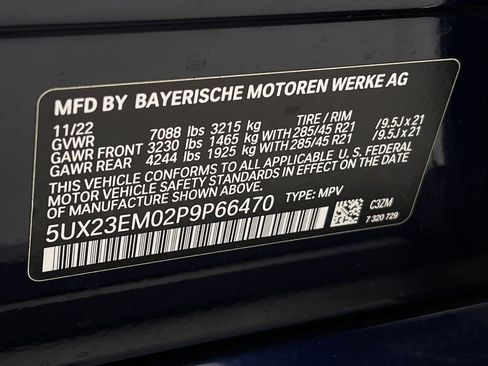 MFD BY BAYERISCHE MOTOREN WERKE AG
11/22 TIRE / RIM
GVWR 7088 lbs 3215 kg
GAWR FRONT 3230 lbs 1465 kg WITH 285/45 R21 /9.5J x 21
GAWR REAR 4244 lbs 1925 kg WITH 285/45 R21 /9.5J x 21
THIS VEHICLE CONFORMS TO ALL APPLICABLE U. S. FEDERAL
MOTOR VEHICLE SAFETY STANDARDS IN EFFECT ON THE DATE
OF MANUFACTURE SHOWN ABOVE.
5UX23EM02P9P66470 TYPE: MPV
C3ZM
7 320 729